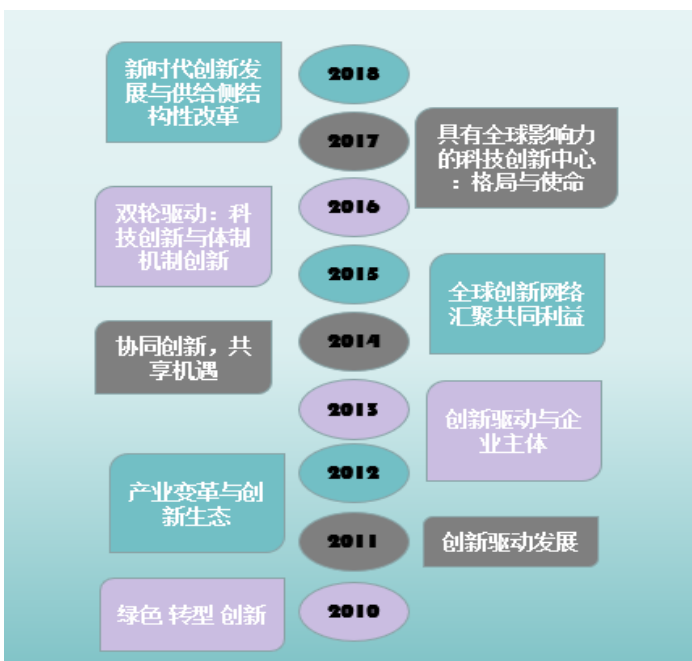 新时代创新发
展与供给侧结
构性改革
2018
2017
具有全球影响力
的科技创新中心
：格局与使命
双轮驱动：科
技创新与体制
机制创新
2016
2015
全球创新网络
汇聚共同利益
协同创新，共
享机遇
2014
2013
创新驱动与企
业主体
产业变革与创
新生态
2012
2011
创新驱动发展
绿色 转型 创新
2010